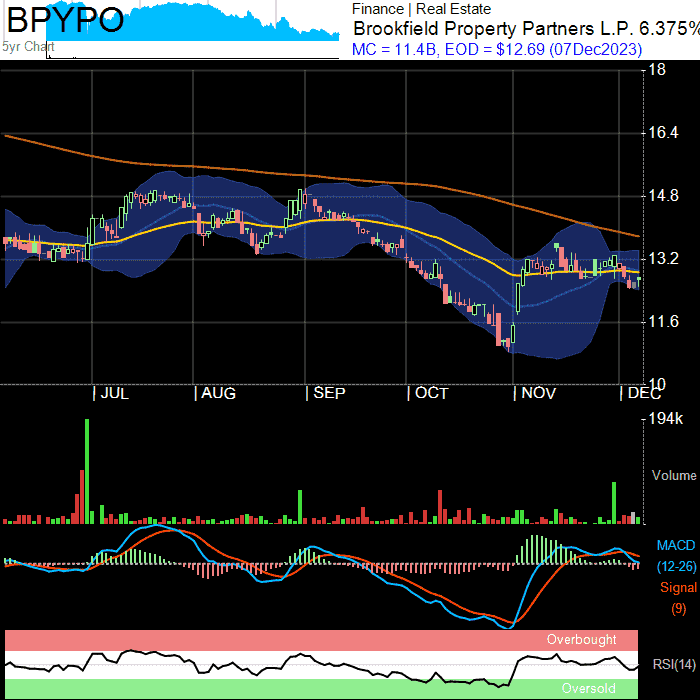 BPYPO
5yr Chart
Finance | Real Estate
Brookfield Property Partners L.P. 6.375%
MC = 11.4B, EOD = $12.69 (07Dec2023)
18
16.4
14.8
13.2
11.6
10
| JUL | AUG | SEP | OCT | NOV | DEC
194k
Volume
MACD
(12-26)
Signal
(9)
Overbought
RSI(14)
Oversold